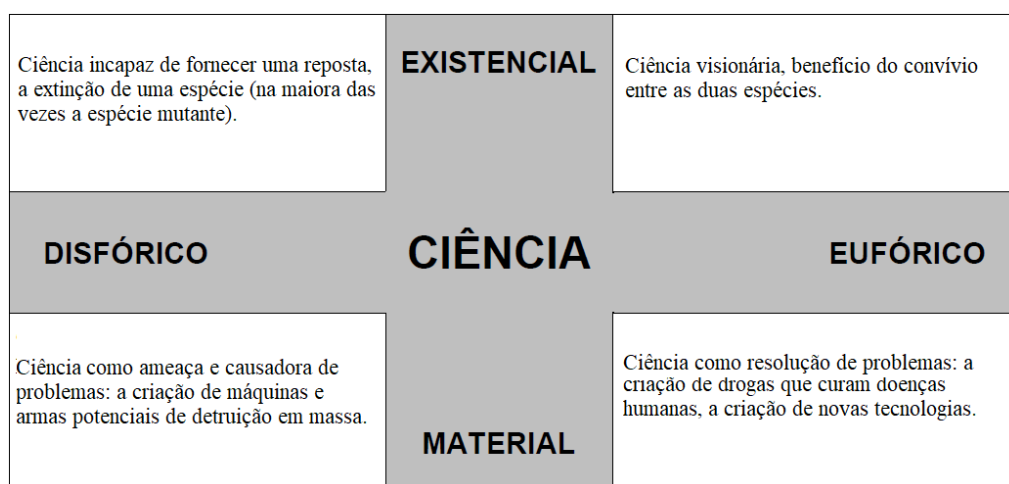 Ciência incapaz de fornecer uma reposta,
a extinção de uma espécie (na maiora das
vezes a espécie mutante).
EXISTENCIAL
Ciência visionária, benefício do convívio
entre as duas espécies.
DISFÓRICO
CIÊNCIA
EUFÓRICO
Ciência como ameaça e causadora de
problemas: a criação de máquinas e
armas potenciais de detruição em massa.
MATERIAL
Ciência como resolução de problemas: a
criação de drogas que curam doenças
humanas, a criação de novas tecnologias.